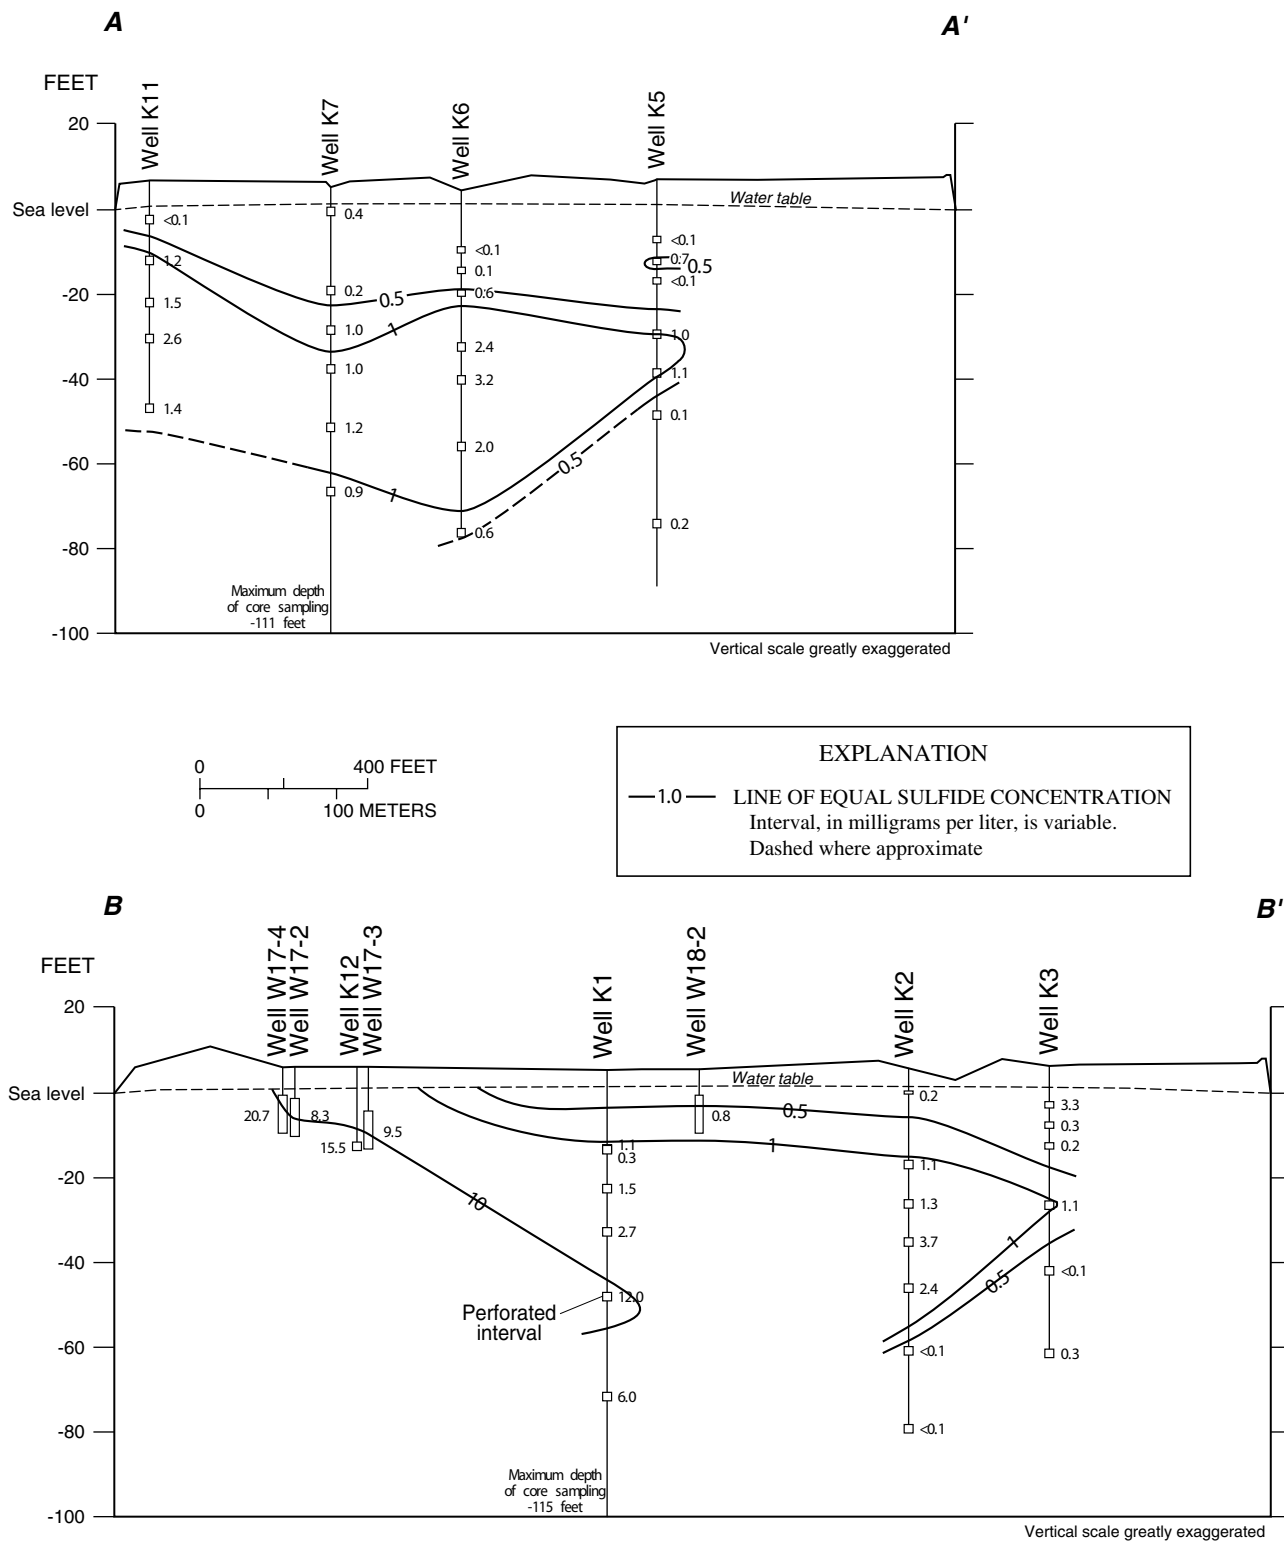 A
A'
FEET
Well K11
Well K7
Well K6
Well K5
20
Sea level
-20
-40
-60
-80
-100
Water table
<0.1
1.2
1.5
2.6
1.4
0.4
0.2
1.0
1.0
1.2
0.9
<0.1
0.1
0.6
2.4
3.2
2.0
0.6
<0.1
0.7
<0.1
1.0
1.1
0.1
0.2
0.5
0.5
1
1
0.5
Maximum depth
of core sampling
-111 feet
Vertical scale greatly exaggerated
0
400 FEET
0
100 METERS
EXPLANATION
1.0
LINE OF EQUAL SULFIDE CONCENTRATION
Interval, in milligrams per liter, is variable.
Dashed where approximate
B
B'
FEET
Well W17-4
Well W17-2
Well K12
Well W17-3
Well K1
Well W18-2
Well K2
Well K3
20
Sea level
-20
-40
-60
-80
-100
Water table
20.7
8.3
15.5
9.5
1.1
0.3
1.5
2.7
12.0
6.0
0.8
0.2
1.1
1.3
3.7
2.4
<0.1
<0.1
3.3
0.3
0.2
1.1
<0.1
0.3
0.5
1
10
1
0.5
Perforated
interval
Maximum depth
of core sampling
-115 feet
Vertical scale greatly exaggerated